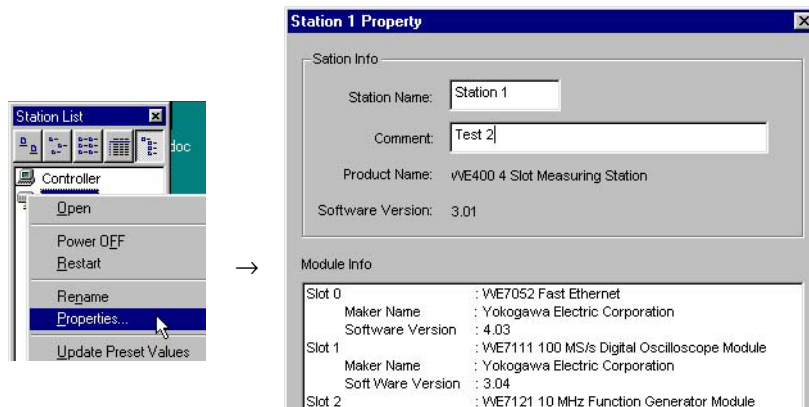 Station List
doc
Controller
Open
Power OFF
Restart
Rename
Properties...
Update Preset Values
→
Station 1 Property
Sation Info
Station Name: Station 1
Comment: Test 2
Product Name: WE400 4 Slot Measuring Station
Software Version: 3.01
Module Info
Slot 0 : WE7052 Fast Ethernet
Maker Name : Yokogawa Electric Corporation
Software Version : 4.03
Slot 1 : WE7111 100 MS/s Digital Oscilloscope Module
Maker Name : Yokogawa Electric Corporation
Soft Ware Version : 3.04
Slot 2 : WE7121 10 MHz Function Generator Module